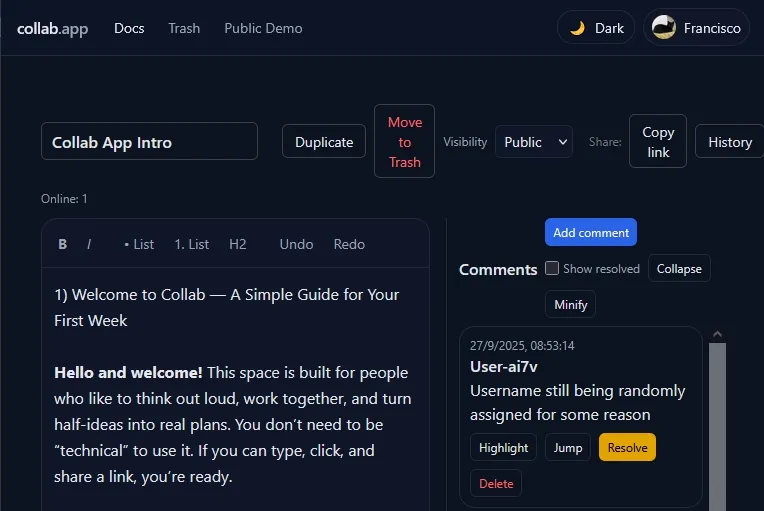 collab.app Docs Trash Public Demo 🌙 Dark Francisco
Collab App Intro Duplicate Move to Trash Visibility Public Share: Copy link History
Online: 1
B I • List 1. List H2 Undo Redo
1) Welcome to Collab — A Simple Guide for Your
First Week
Hello and welcome! This space is built for people
who like to think out loud, work together, and turn
half-ideas into real plans. You don’t need to be
“technical” to use it. If you can type, click, and
share a link, you’re ready.
Add comment
Comments Show resolved Collapse
Minify
27/9/2025, 08:53:14
User-ai7v
Username still being randomly
assigned for some reason
Highlight Jump Resolve
Delete